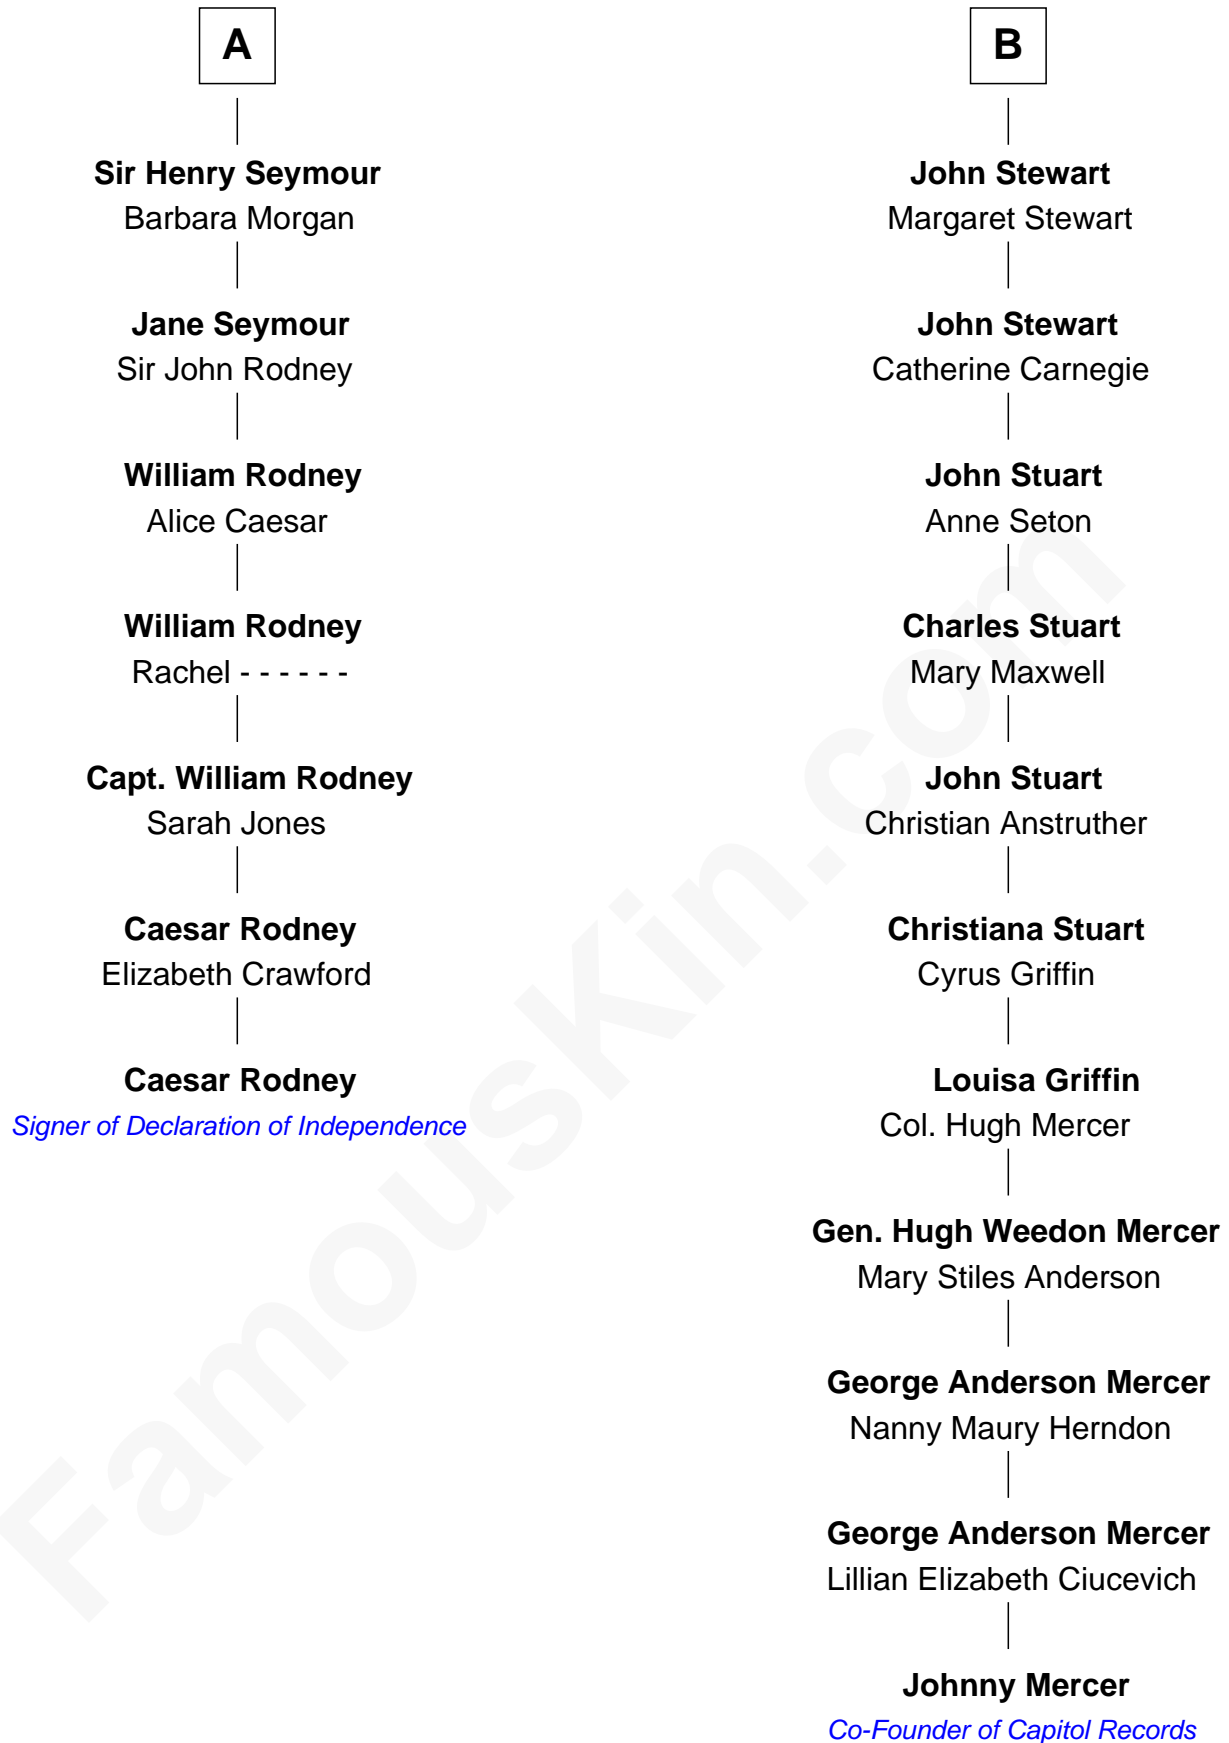 A
Sir Henry Seymour
Barbara Morgan
Jane Seymour
Sir John Rodney
William Rodney
Alice Caesar
William Rodney
Rachel - - - - - -
Capt. William Rodney
Sarah Jones
Caesar Rodney
Elizabeth Crawford
Caesar Rodney
Signer of Declaration of Independence
B
John Stewart
Margaret Stewart
John Stewart
Catherine Carnegie
John Stuart
Anne Seton
Charles Stuart
Mary Maxwell
John Stuart
Christian Anstruther
Christiana Stuart
Cyrus Griffin
Louisa Griffin
Col. Hugh Mercer
Gen. Hugh Weedon Mercer
Mary Stiles Anderson
George Anderson Mercer
Nanny Maury Herndon
George Anderson Mercer
Lillian Elizabeth Ciucevich
Johnny Mercer
Co-Founder of Capitol Records
FamousKin.com